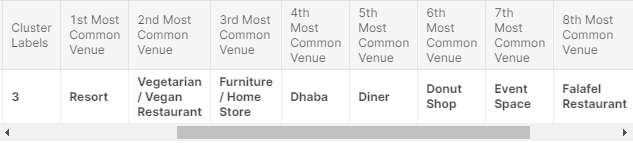 Cluster
Labels
1st Most
Common
Venue
2nd Most
Common
Venue
3rd Most
Common
Venue
4th
Most
Common
Venue
5th
Most
Common
Venue
6th
Most
Common
Venue
7th
Most
Common
Venue
8th Most
Common
Venue
3
Resort
Vegetarian
/ Vegan
Restaurant
Furniture
/ Home
Store
Dhaba
Diner
Donut
Shop
Event
Space
Falafel
Restaurant